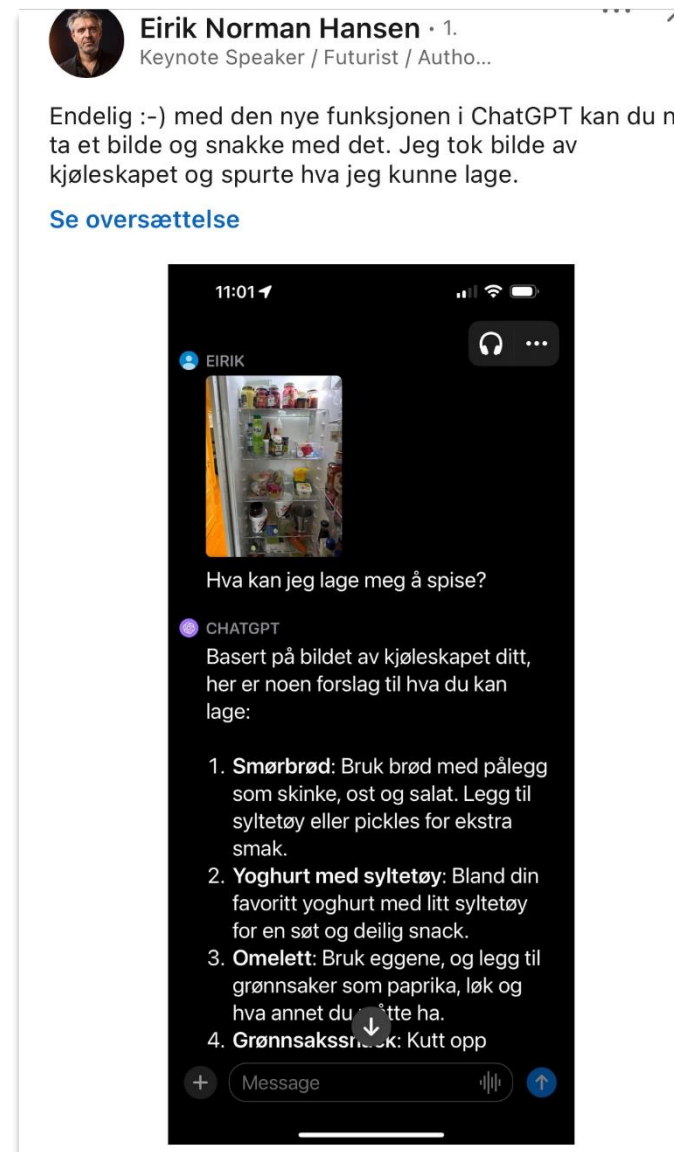 Eirik Norman Hansen · 1.
Keynote Speaker / Futurist / Autho...
Endelig :-) med den nye funksjonen i ChatGPT kan du n
ta et bilde og snakke med det. Jeg tok bilde av
kjøleskapet og spurte hva jeg kunne lage.
Se oversættelse
11:01
EIRIK
Hva kan jeg lage meg å spise?
CHATGPT
Basert på bildet av kjøleskapet ditt,
her er noen forslag til hva du kan
lage:
1. Smørbrød: Bruk brød med pålegg
som skinke, ost og salat. Legg til
syltetøy eller pickles for ekstra
smak.
2. Yoghurt med syltetøy: Bland din
favoritt yoghurt med litt syltetøy
for en søt og deilig snack.
3. Omelett: Bruk eggene, og legg til
grønnsaker som paprika, løk og
hva annet du måtte ha.
4. Grønnsakssnack: Kutt opp
Message